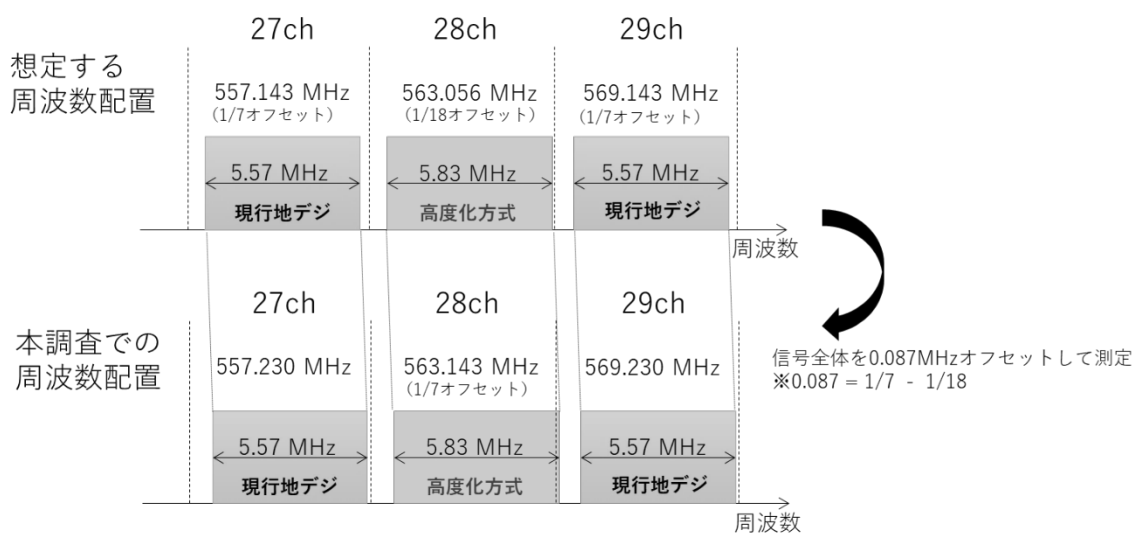 27ch 28ch 29ch
想定する
周波数配置
557.143 MHz 563.056 MHz 569.143 MHz
(1/7オフセット) (1/18オフセット) (1/7オフセット)
5.57 MHz 5.83 MHz 5.57 MHz
現行地デジ 高度化方式 現行地デジ
周波数
27ch 28ch 29ch
本調査での
周波数配置
557.230 MHz 563.143 MHz 569.230 MHz
(1/7オフセット)
信号全体を0.087MHzオフセットして測定
※0.087 = 1/7 - 1/18
5.57 MHz 5.83 MHz 5.57 MHz
現行地デジ 高度化方式 現行地デジ
周波数